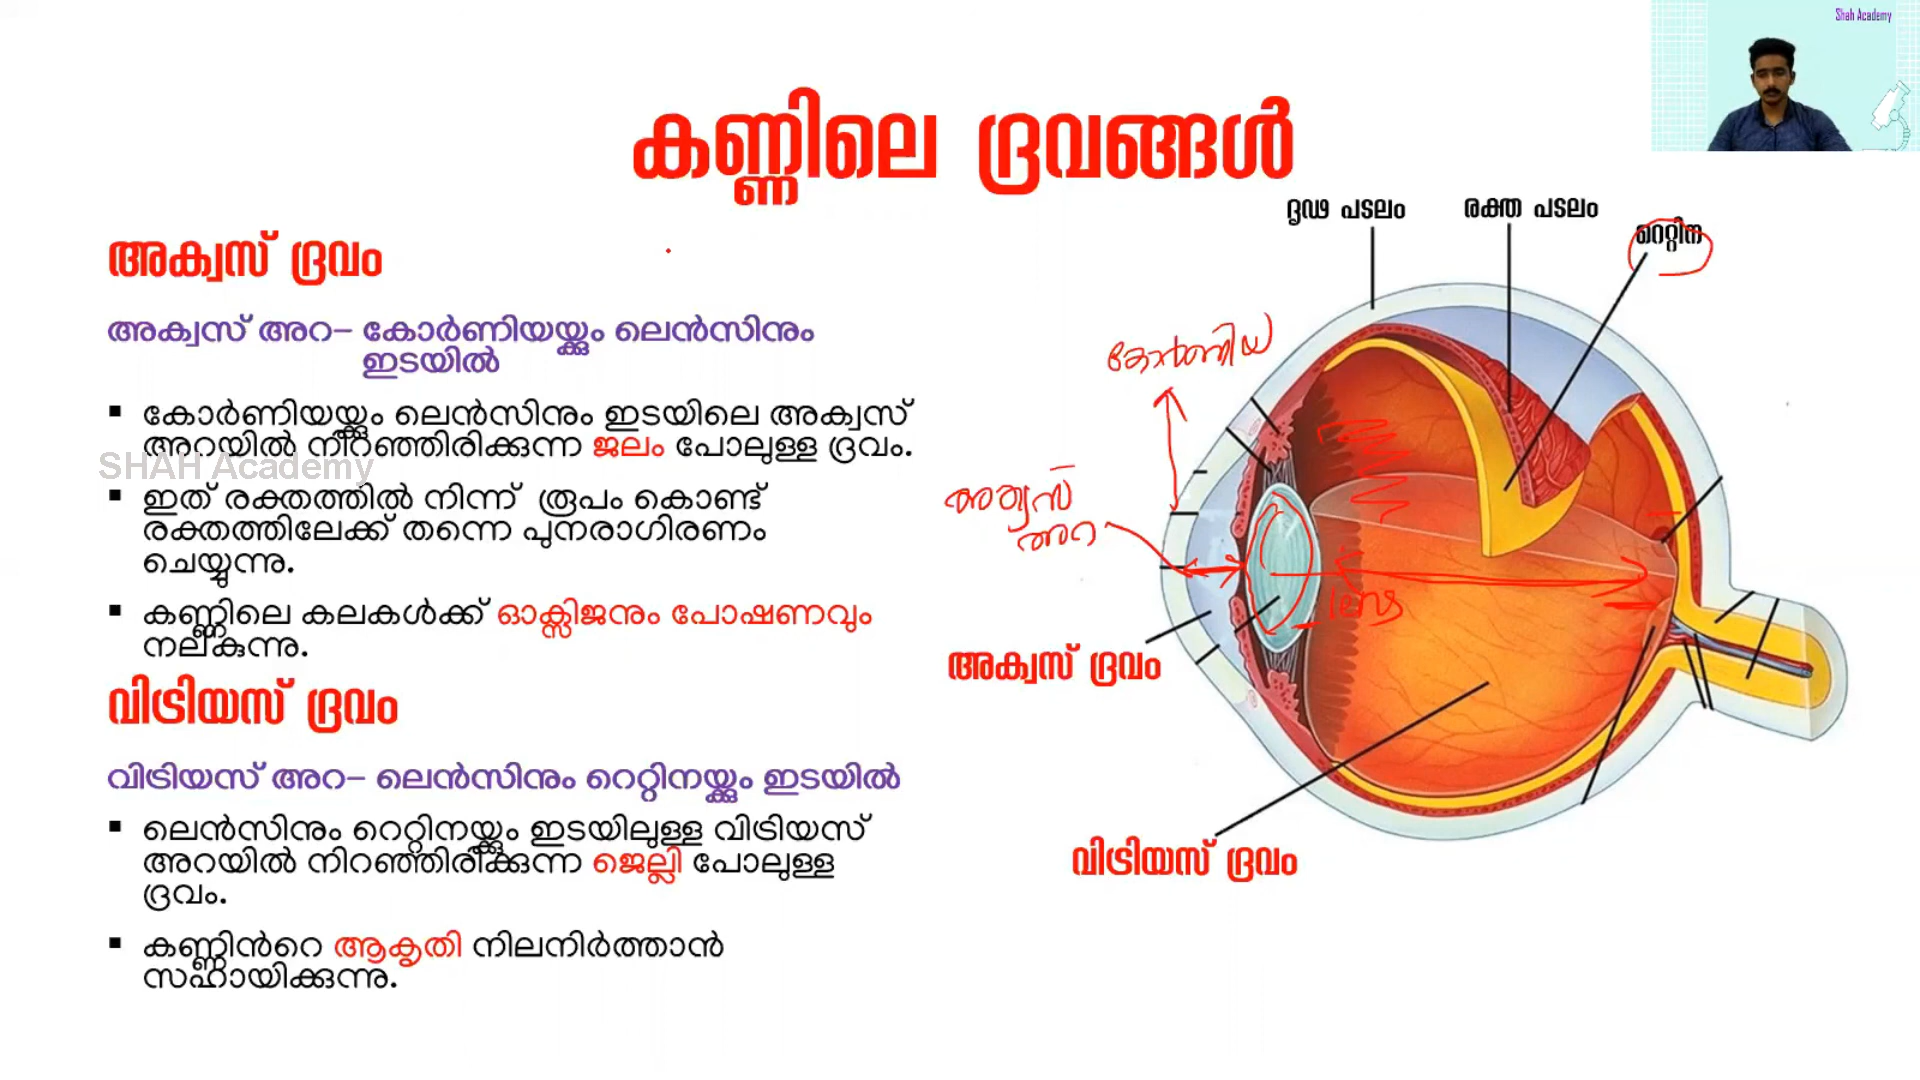 Shah Academy
കണ്ണിലെ ദ്രവങ്ങൾ
ദൃഢ പടലം
രക്ത പടലം
റെറ്റിന
അക്വസ് ദ്രവം
അക്വസ് അറ- കോർണിയയ്ക്കും ലെൻസിനും
ഇടയിൽ
▪ കോർണിയയ്ക്കും ലെൻസിനും ഇടയിലെ അക്വസ്
അറയിൽ നിറഞ്ഞിരിക്കുന്ന ജലം പോലുള്ള ദ്രവം.
SHAH Academy
▪ ഇത് രക്തത്തിൽ നിന്ന് രൂപം കൊണ്ട്
രക്തത്തിലേക്ക് തന്നെ പുനരാഗിരണം
ചെയ്യുന്നു.
▪ കണ്ണിലെ കലകൾക്ക് ഓക്സിജനും പോഷണവും
നല്കുന്നു.
വിട്രിയസ് ദ്രവം
വിട്രിയസ് അറ- ലെൻസിനും റെറ്റിനയ്ക്കും ഇടയിൽ
▪ ലെൻസിനും റെറ്റിനയ്ക്കും ഇടയിലുള്ള വിട്രിയസ്
അറയിൽ നിറഞ്ഞിരിക്കുന്ന ജെല്ലി പോലുള്ള
ദ്രവം.
▪ കണ്ണിൻറെ ആകൃതി നിലനിർത്താൻ
സഹായിക്കുന്നു.
കോർണിയ
അക്വസ്
അറ
lens
അക്വസ് ദ്രവം
വിട്രിയസ് ദ്രവം